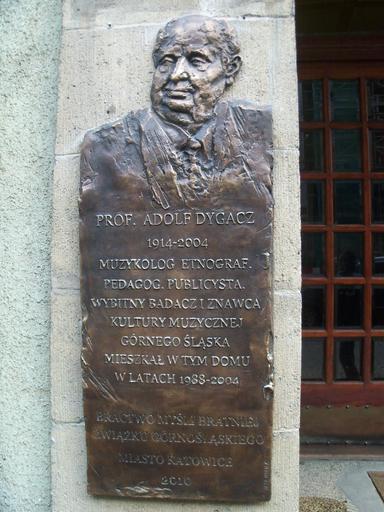 PROF. ADOLF DYGACZ
1914-2004
MUZYKOLOG ETNOGRAF.
PEDAGOG. PUBLICYSTA.
WYBITNY BADACZ I ZNAWCA
KULTURY MUZYCZNEJ
GÓRNEGO ŚLĄSKA
MIESZKAŁ W TYM DOMU
W LATACH 1988-2004
BRACTWO MYŚLI BRATNIEJ
ZWIĄZKU GÓRNOŚLĄSKIEGO
MIASTO KATOWICE
2010